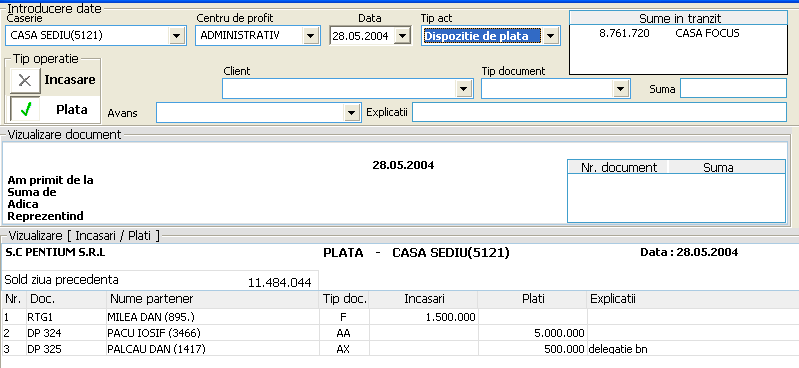 Introducere date
Caserie Centru de profit Data Tip act Sume in tranzit
CASA SEDIU(5121) ADMINISTRATIV 28.05.2004 Dispozitie de plata 8.761.720 CASA FOCUS
Tip operatie
Incasare
Plata
Client Tip document Suma
Avans Explicatii
Vizualizare document
28.05.2004
Nr. document Suma
Am primit de la
Suma de
Adica
Reprezentind
Vizualizare [ Incasari / Plati ]
S.C PENTIUM S.R.L PLATA - CASA SEDIU(5121) Data : 28.05.2004
Sold ziua precedenta 11.484.044
Nr. Doc. Nume partener Tip doc. Incasari Plati Explicatii
1 RTG1 MILEA DAN (895.) F 1.500.000
2 DP 324 PACU IOSIF (3466) AA 5.000.000
3 DP 325 PALCAU DAN (1417) AX 500.000 delegatie bn